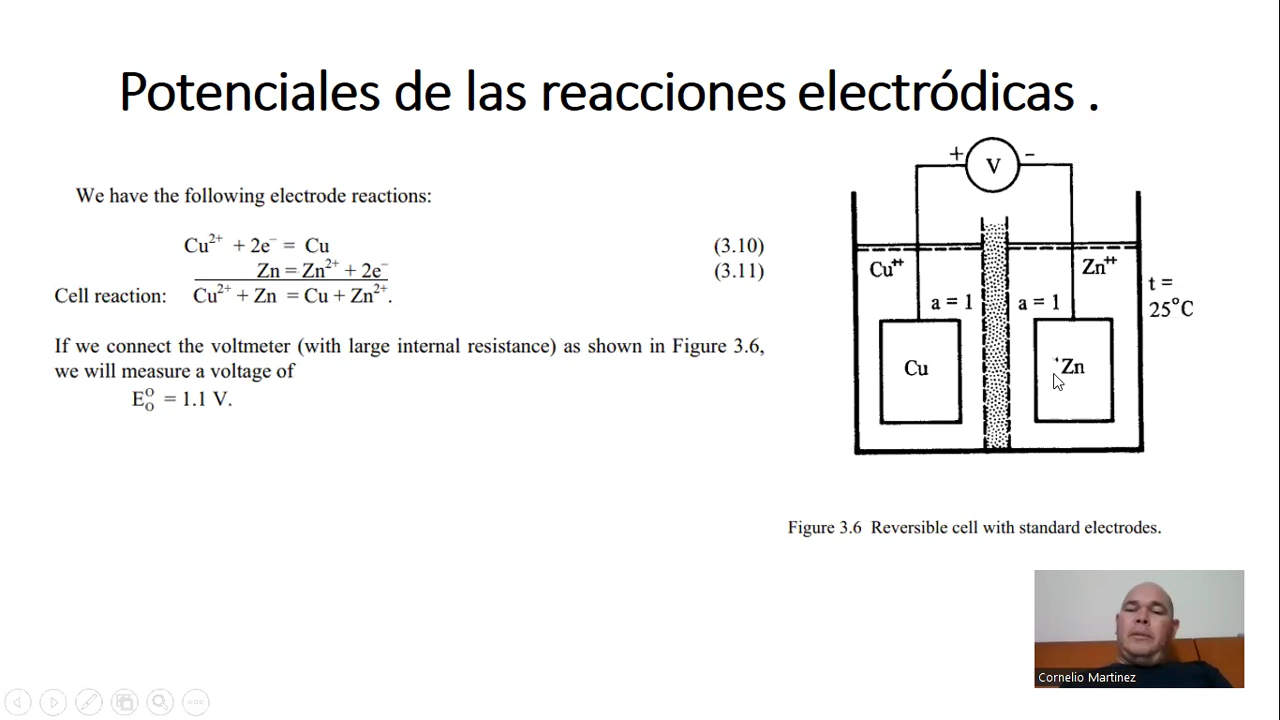 Potenciales de las reacciones electródicas .
We have the following electrode reactions:
Cu²⁺ + 2e⁻ = Cu (3.10)
Zn = Zn²⁺ + 2e⁻ (3.11)
Cell reaction: Cu²⁺ + Zn = Cu + Zn²⁺.
If we connect the voltmeter (with large internal resistance) as shown in Figure 3.6,
we will measure a voltage of
E₀⁰ = 1.1 V.
+ V -
Cu⁺⁺ Zn⁺⁺
a = 1 a = 1
t =
25°C
Cu Zn
Figure 3.6 Reversible cell with standard electrodes.
Cornelio Martinez